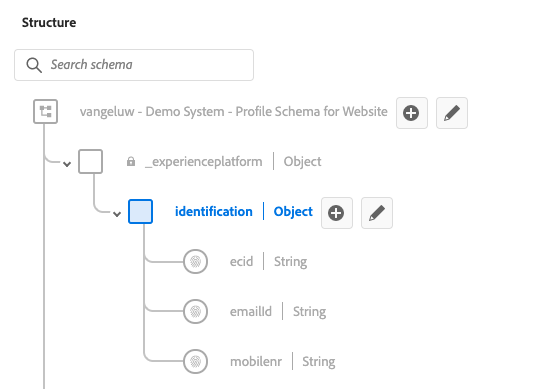 Structure
Search schema
vangeluw - Demo System - Profile Schema for Website
_experienceplatform | Object
identification | Object
ecid | String
emailId | String
mobilenr | String